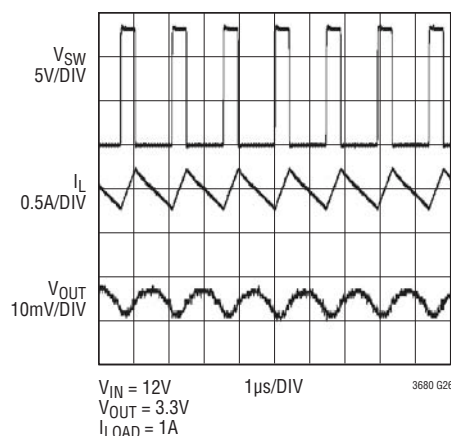 VSW
5V/DIV
IL
0.5A/DIV
VOUT
10mV/DIV
VIN = 12V
VOUT = 3.3V
ILOAD = 1A
1µs/DIV
3680 G26